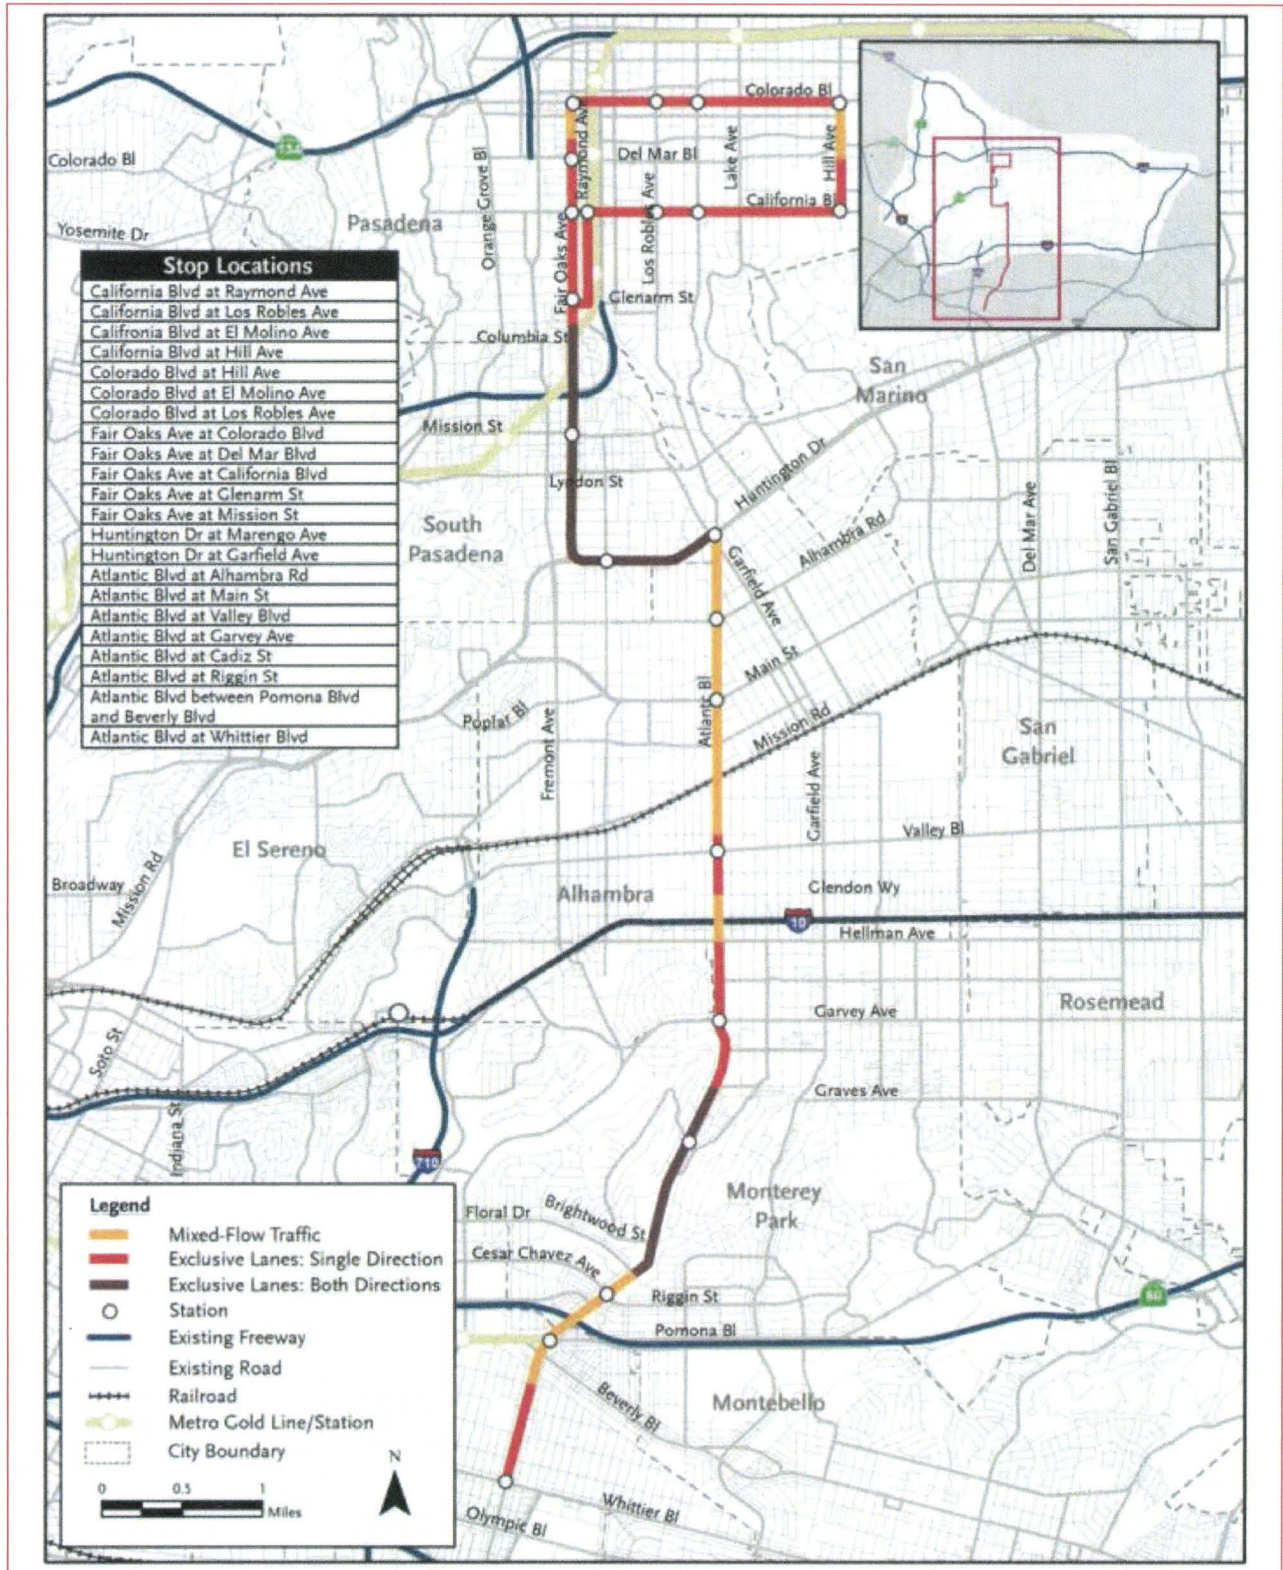 Colorado Bl
Raymond Av
Del Mar Bl
Lake Ave
Hill Ave
Orange Grove Bl
Colorado Bl
134
Pasadena
Yosemite Dr
Fair Oaks Ave
Los Robles Ave
California Bl
Glenarm St
Columbia St
Stop Locations
California Blvd at Raymond Ave
California Blvd at Los Robles Ave
Califronia Blvd at El Molino Ave
California Blvd at Hill Ave
Colorado Blvd at Hill Ave
Colorado Blvd at El Molino Ave
Colorado Blvd at Los Robles Ave
Fair Oaks Ave at Colorado Blvd
Fair Oaks Ave at Del Mar Blvd
Fair Oaks Ave at California Blvd
Fair Oaks Ave at Glenarm St
Fair Oaks Ave at Mission St
Huntington Dr at Marengo Ave
Huntington Dr at Garfield Ave
Atlantic Blvd at Alhambra Rd
Atlantic Blvd at Main St
Atlantic Blvd at Valley Blvd
Atlantic Blvd at Garvey Ave
Atlantic Blvd at Cadiz St
Atlantic Blvd at Riggin St
Atlantic Blvd between Pomona Blvd
and Beverly Blvd
Atlantic Blvd at Whittier Blvd
San
Marino
Mission St
Lyndon St
Huntington Dr
South
Pasadena
Alhambra Rd
Del Mar Ave
San Gabriel Bl
Garfield Ave
Main St
Atlantc Bl
Mission Rd
Poplar Bl
Fremont Ave
San
Gabriel
Garfield Ave
Valley Bl
El Sereno
Broadway
Mission Rd
Alhambra
Glendon Wy
10
Hellman Ave
Rosemead
Garvey Ave
Soto St
Graves Ave
Indiana St
710
Monterey
Park
Floral Dr
Brightwood St
Cesar Chavez Ave
Riggin St
60
Pomona Bl
Beverly Bl
Montebello
Whittier Bl
Olympic Bl
Legend
Mixed-Flow Traffic
Exclusive Lanes: Single Direction
Exclusive Lanes: Both Directions
Station
Existing Freeway
Existing Road
Railroad
Metro Gold Line/Station
City Boundary
N
0 0.5 1
Miles